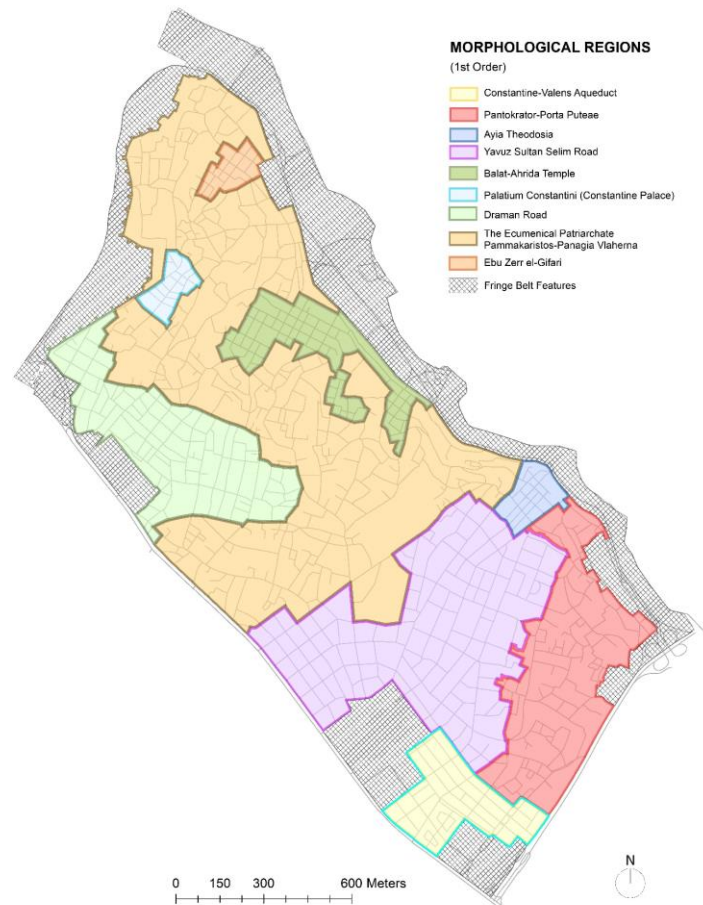 MORPHOLOGICAL REGIONS
(1st Order)
Constantine-Valens Aqueduct
Pantokrator-Porta Puteae
Ayia Theodosia
Yavuz Sultan Selim Road
Balat-Ahrida Temple
Palatium Constantini (Constantine Palace)
Draman Road
The Ecumenical Patriarchate
Pammakaristos-Panagia Vlaherna
Ebu Zerr el-Gifari
Fringe Belt Features
N
0 150 300 600 Meters